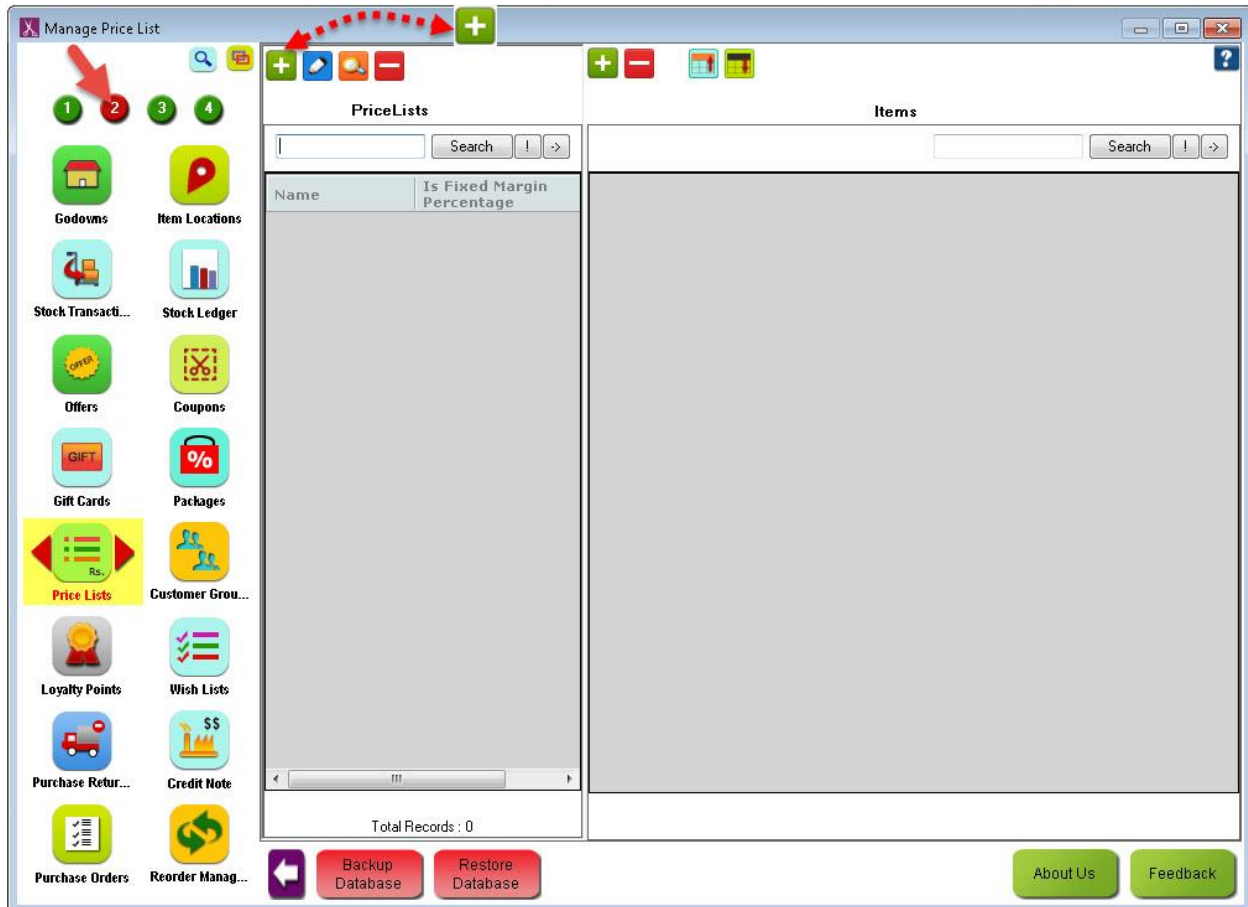 Manage Price List
1 2 3 4
PriceLists
Items
Search ! ->
Search ! ->
Name
Is Fixed Margin
Percentage
Godowns
Item Locations
Stock Transacti...
Stock Ledger
OFFER
Offers
Coupons
GIFT
%
Gift Cards
Packages
Rs.
Price Lists
Customer Grou...
Loyalty Points
Wish Lists
$$
Purchase Retur...
Credit Note
Purchase Orders
Reorder Manag...
Total Records : 0
Backup
Database
Restore
Database
About Us
Feedback
?